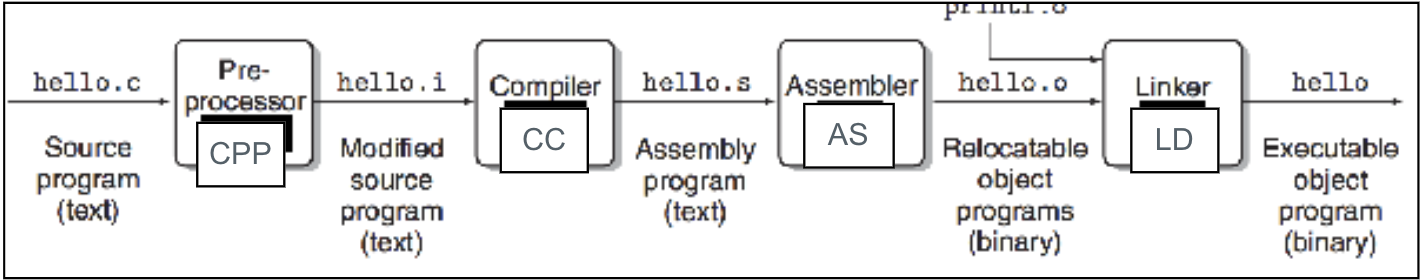 printf.o
hello.c
Pre-
processor
CPP
hello.i
Compiler
CC
hello.s
Assembler
AS
hello.o
Linker
LD
hello
Source
program
(text)
Modified
source
program
(text)
Assembly
program
(text)
Relocatable
object
programs
(binary)
Executable
object
program
(binary)